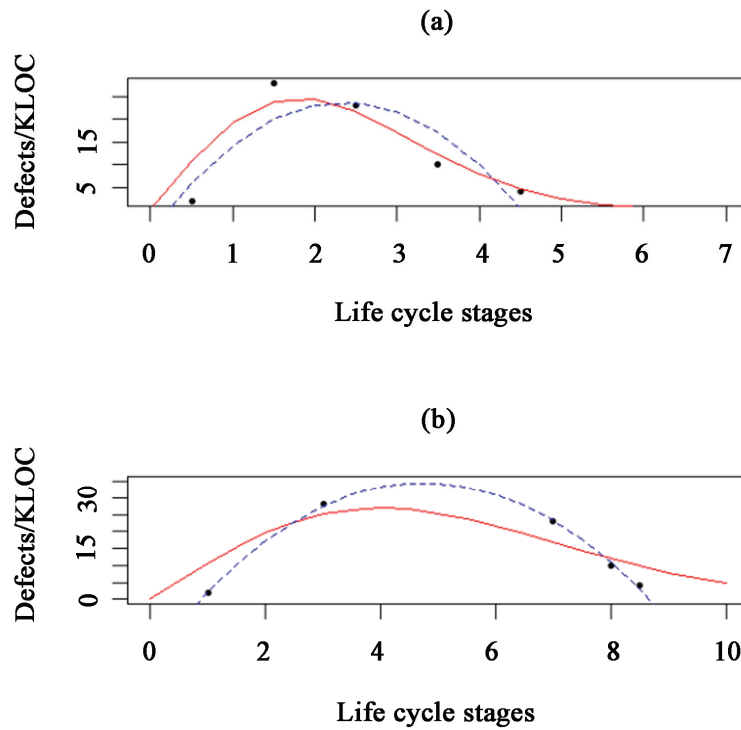 (a)
Defects/KLOC
15
5
0 1 2 3 4 5 6 7
Life cycle stages
(b)
Defects/KLOC
30
15
0
0 2 4 6 8 10
Life cycle stages